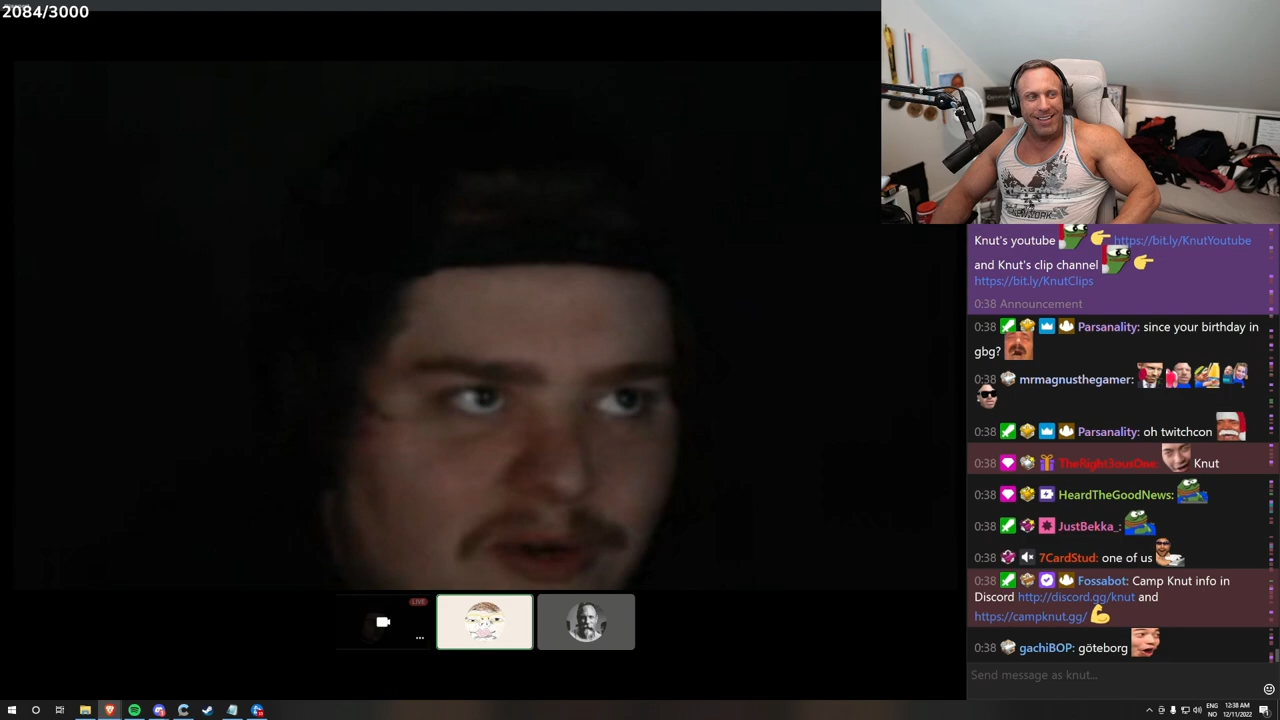 2084/3000
NEW YORK
LIVE
...
Knut's youtube https://bit.ly/KnutYoutube
and Knut's clip channel
https://bit.ly/KnutClips
0:38 Announcement
0:38 Parsanality: since your birthday in
gbg?
0:38 mrmagnusthegamer:
0:38 Parsanality: oh twitchcon
0:38 TheRight3ousOne: Knut
0:38 HeardTheGoodNews:
0:38 JustBekka_:
0:38 7CardStud: one of us
0:38 Fossabot: Camp Knut info in
Discord http://discord.gg/knut and
https://campknut.gg/
0:38 gachiBOP: göteborg
Send message as knut...
ENG 12:38 AM
NO 12/11/2022